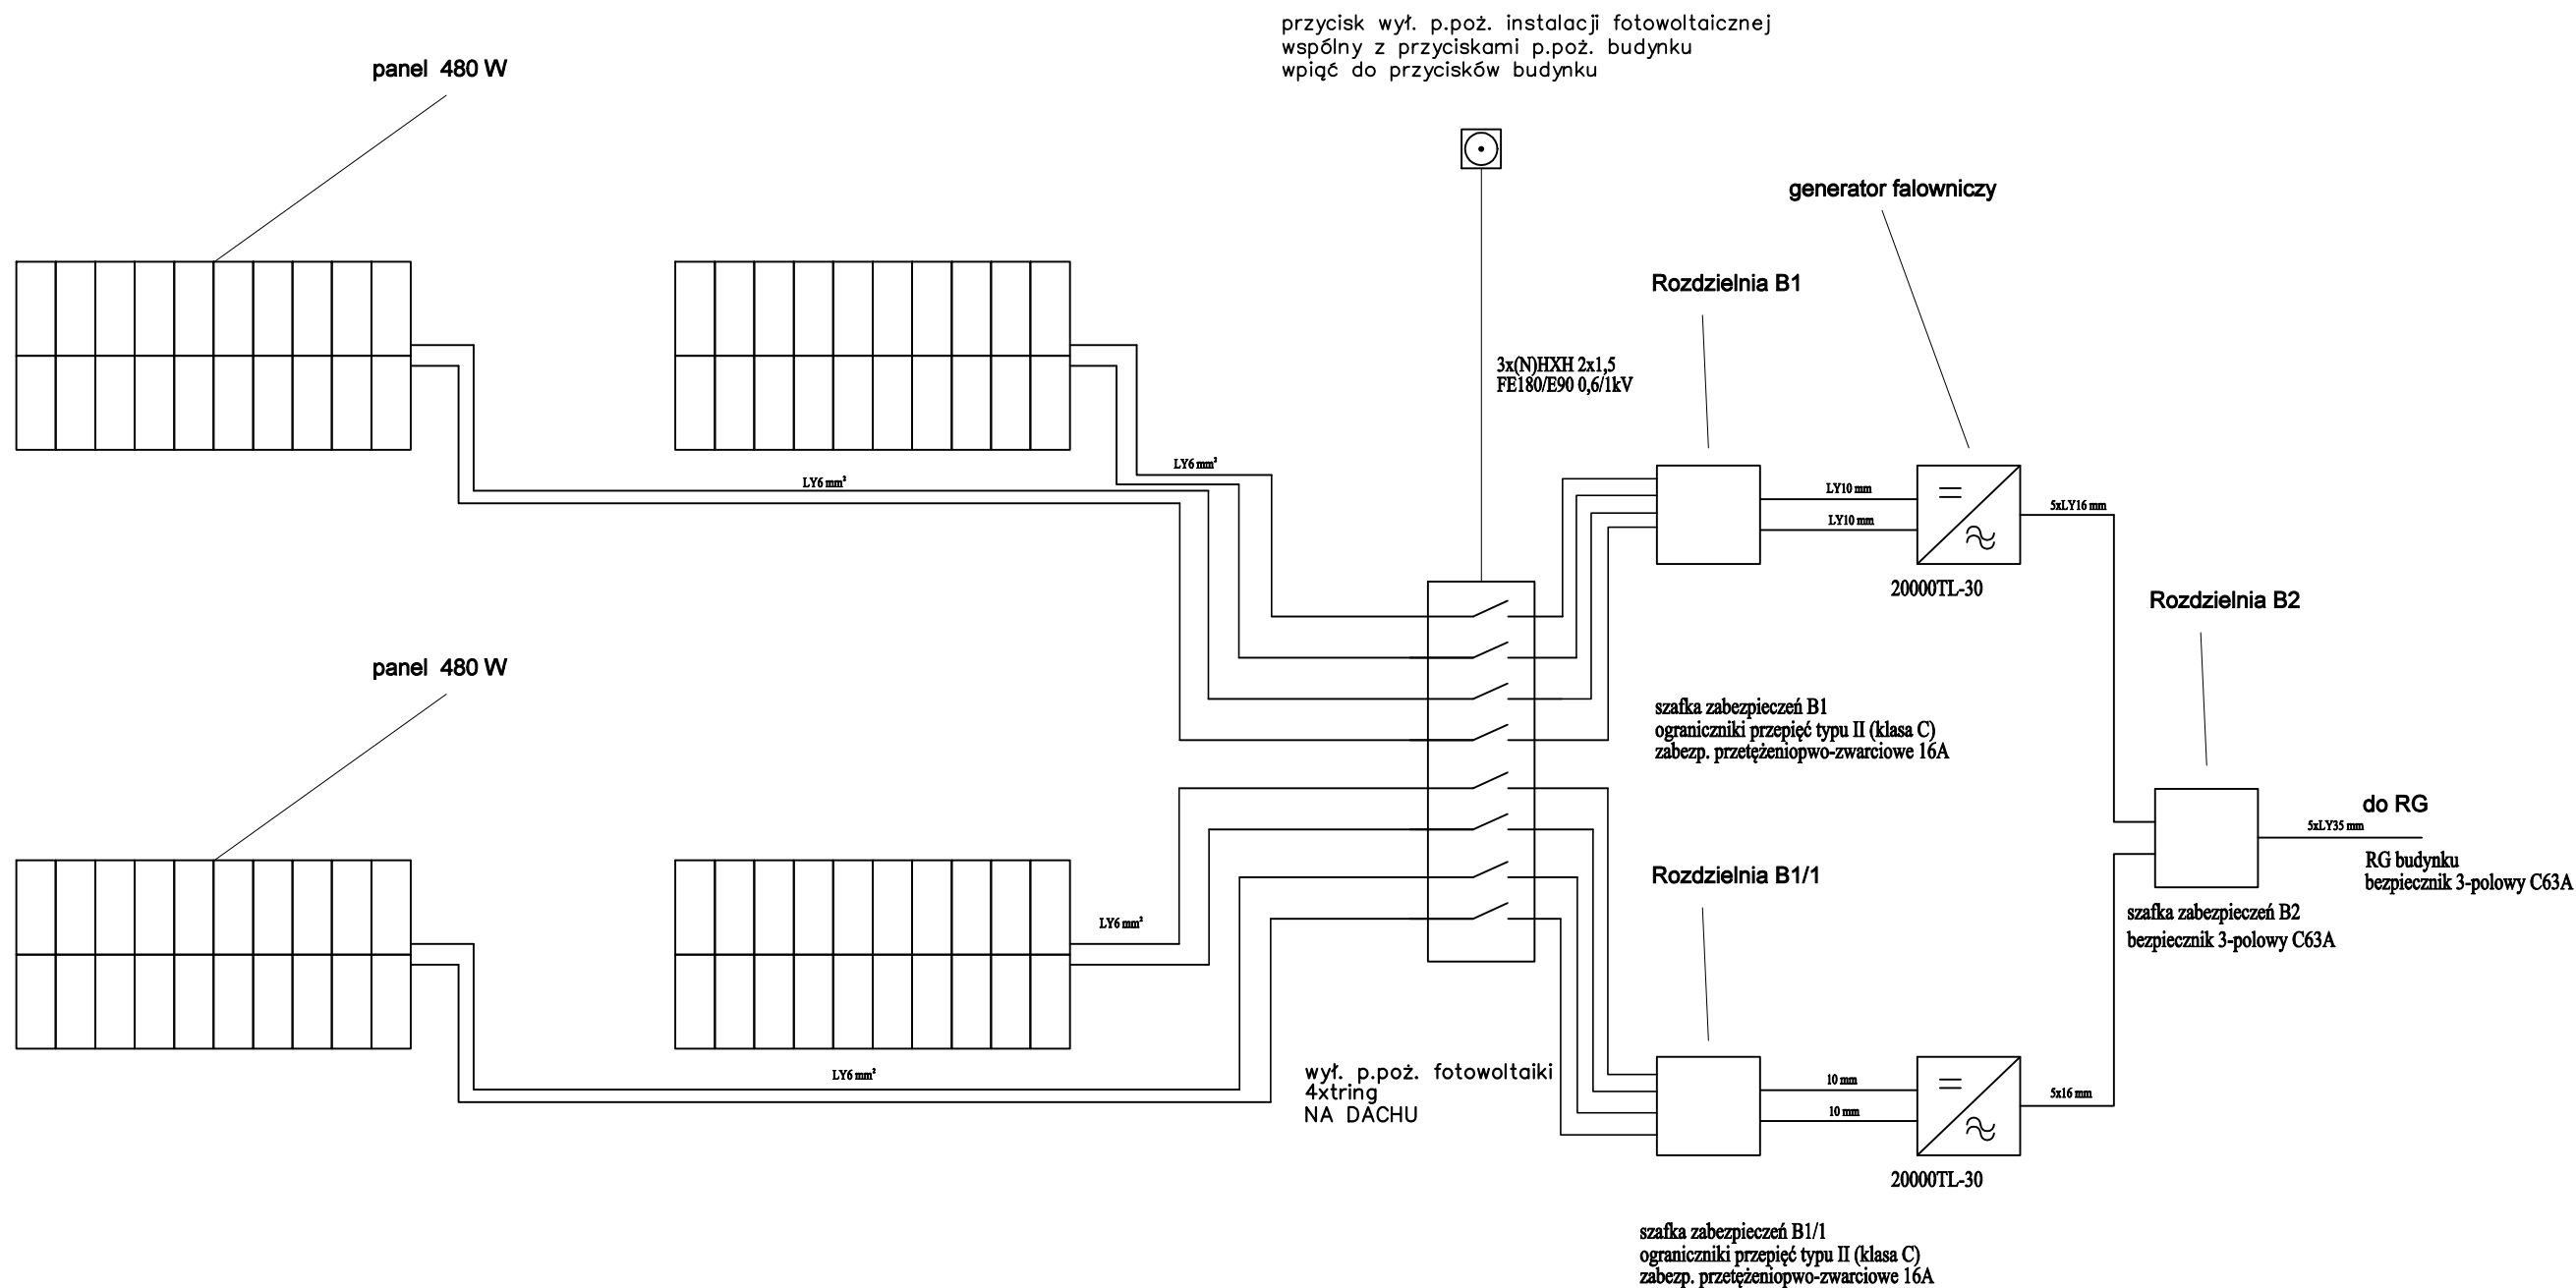 przycisk wył. p.poż. instalacji fotowoltaicznej
wspólny z przyciskami p.poż. budynku
wpiąć do przycisków budynku
panel 480 W
generator falowniczy
Rozdzielnia B1
3x(N)HXH 2x1,5
FE180/E90 0,6/1kV
LY6 mm²
LY6 mm²
LY10 mm
LY10 mm
5xLY16 mm
20000TL-30
Rozdzielnia B2
panel 480 W
szafka zabezpieczeń B1
ograniczniki przepięć typu II (klasa C)
zabezp. przetężeniopwo-zwarciowe 16A
do RG
5xLY35 mm
RG budynku
bezpiecznik 3-polowy C63A
Rozdzielnia B1/1
szafka zabezpieczeń B2
bezpiecznik 3-polowy C63A
LY6 mm²
LY6 mm²
wył. p.poż. fotowoltaiki
4xtring
NA DACHU
10 mm
10 mm
5x16 mm
20000TL-30
szafka zabezpieczeń B1/1
ograniczniki przepięć typu II (klasa C)
zabezp. przetężeniopwo-zwarciowe 16A